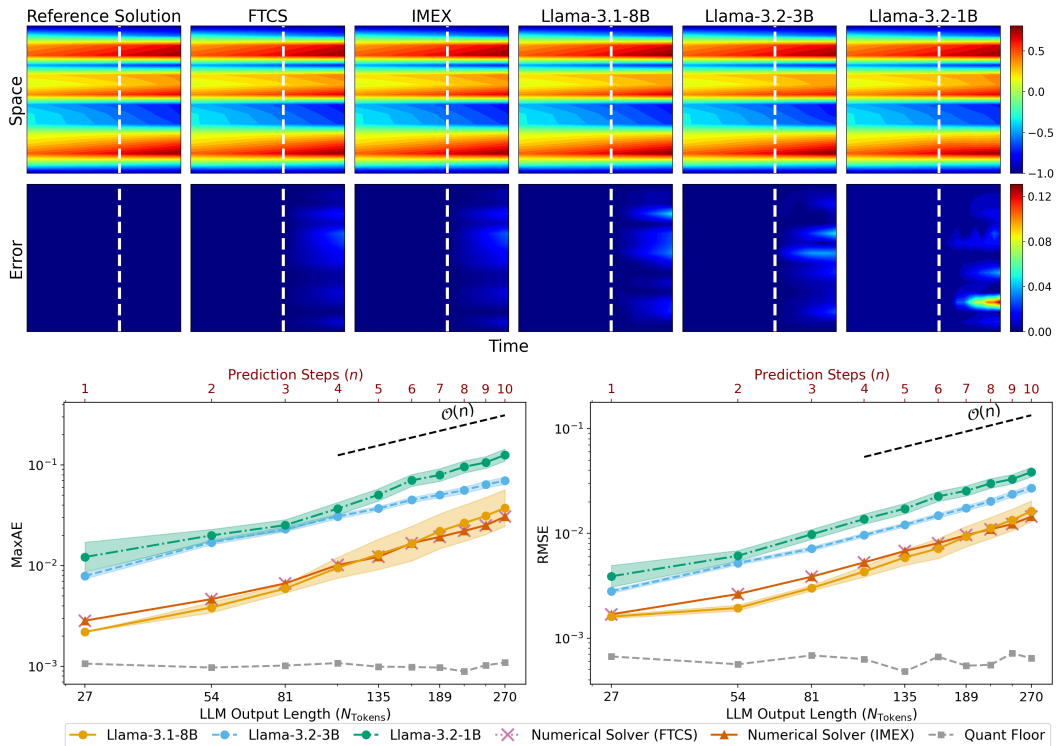 Reference Solution FTCS IMEX Llama-3.1-8B Llama-3.2-3B Llama-3.2-1B
Space
0.5
0.0
−0.5
−1.0
Error
0.12
0.08
0.04
0.00
Time
Prediction Steps (n)
1 2 3 4 5 6 7 8 9 10
O(n)
MaxAE
10⁻¹
10⁻²
10⁻³
27 54 81 135 189 270
LLM Output Length (N_Tokens)
Prediction Steps (n)
1 2 3 4 5 6 7 8 9 10
O(n)
RMSE
10⁻¹
10⁻²
10⁻³
27 54 81 135 189 270
LLM Output Length (N_Tokens)
Llama-3.1-8B Llama-3.2-3B Llama-3.2-1B Numerical Solver (FTCS) Numerical Solver (IMEX) Quant Floor